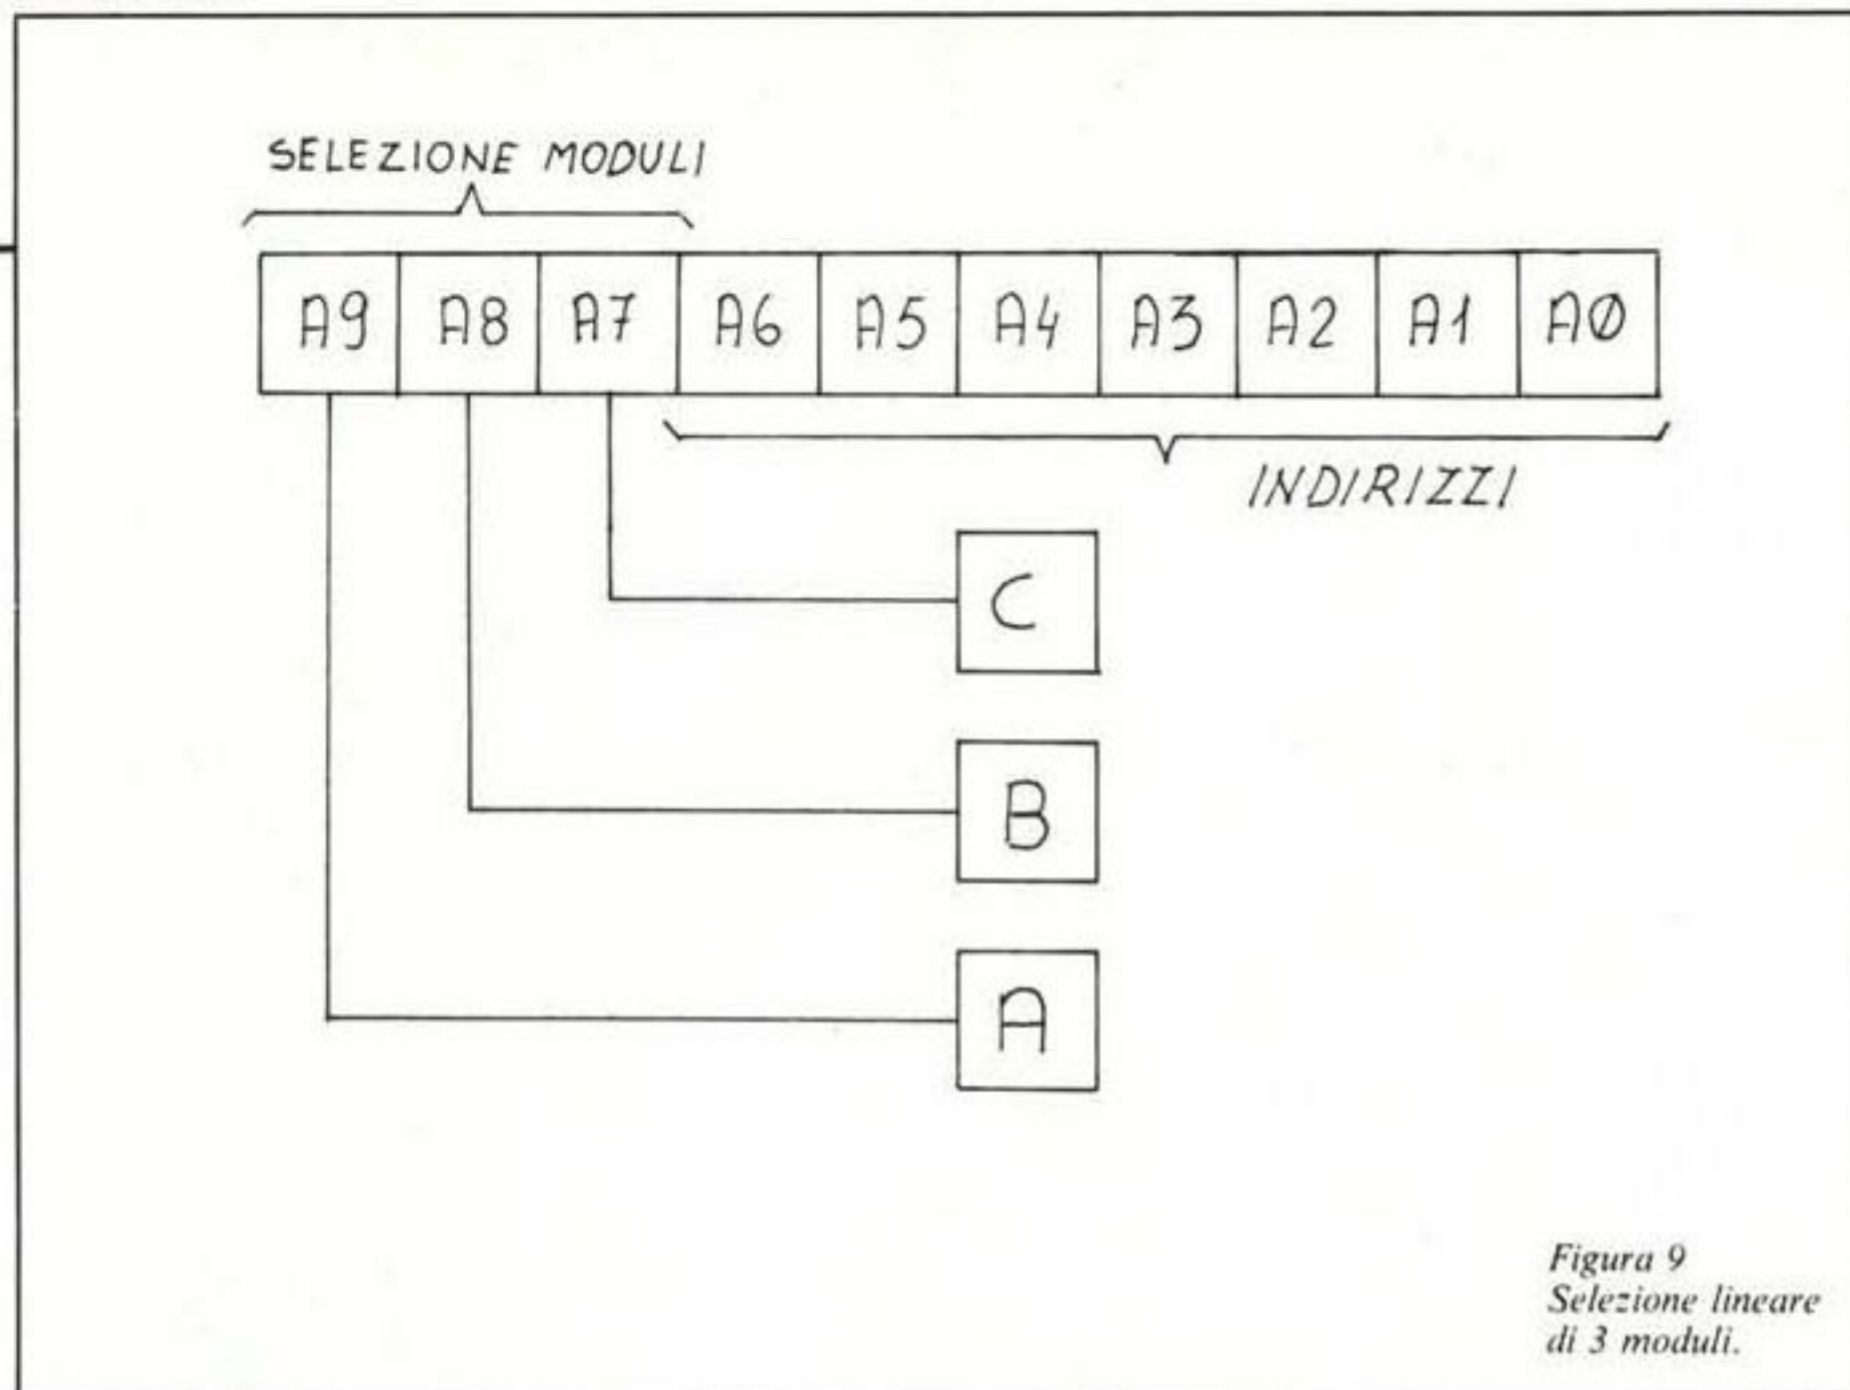 SELEZIONE MODULI
A9 A8 A7 A6 A5 A4 A3 A2 A1 A0
INDIRIZZI
C
B
A
Figura 9
Selezione lineare
di 3 moduli.